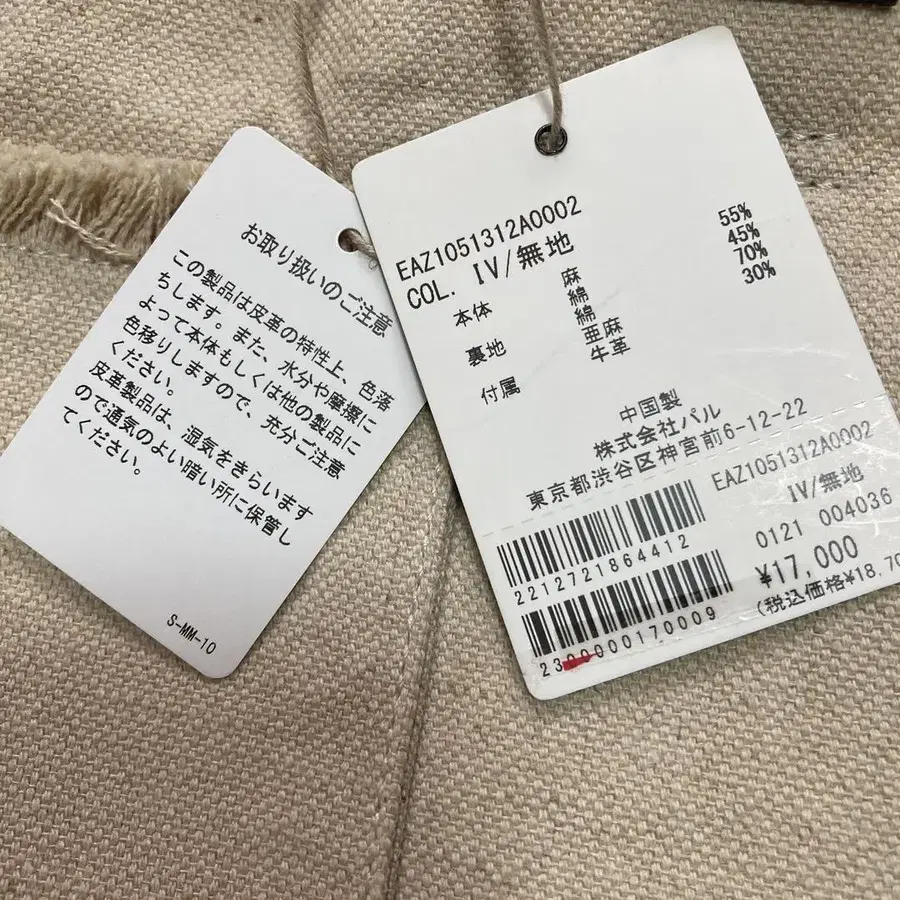 お取り扱いのご注意
この製品は皮革の特性上、色落
ちします。また、水分や摩擦に
よって本体もしくは他の製品に
色移りしますので、充分ご注意
ください。
皮革製品は、湿気をきらいます
ので通気のよい暗い所に保管し
てください。
S-MM-10
EAZ1051312A0002
COL. IV/無地
本体 麻 55%
綿 45%
裏地 綿 70%
亜麻 30%
付属 牛革
中国製
株式会社パル
東京都渋谷区神宮前6-12-22
EAZ1051312A0002
IV/無地
0121 004036
2212721864412
¥17,000
(税込価格¥18,70
2300000170009